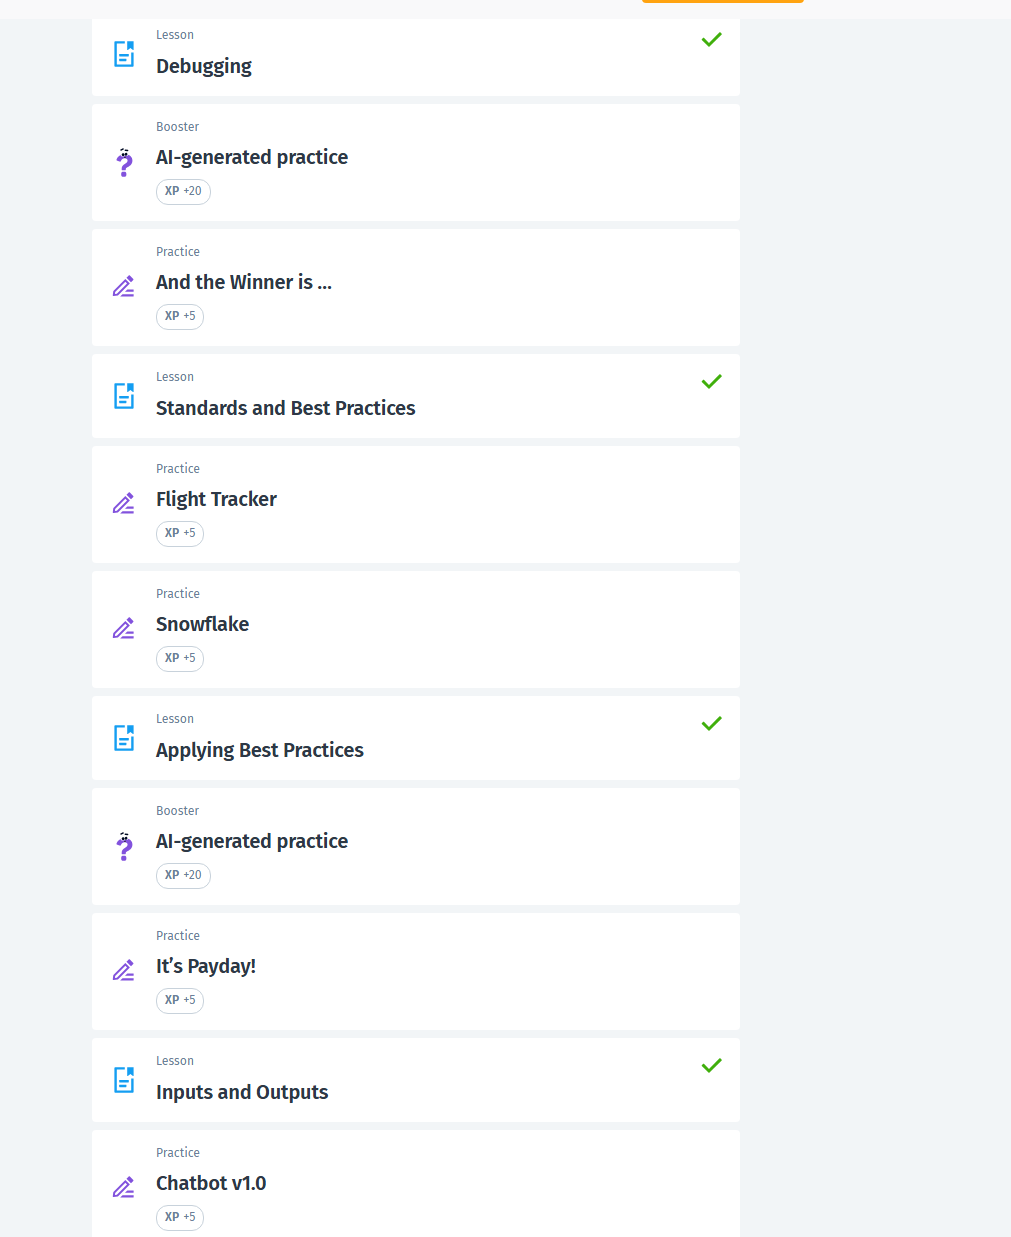 Lesson
Debugging
Booster
AI-generated practice
XP +20
Practice
And the Winner is ...
XP +5
Lesson
Standards and Best Practices
Practice
Flight Tracker
XP +5
Practice
Snowflake
XP +5
Lesson
Applying Best Practices
Booster
AI-generated practice
XP +20
Practice
It’s Payday!
XP +5
Lesson
Inputs and Outputs
Practice
Chatbot v1.0
XP +5